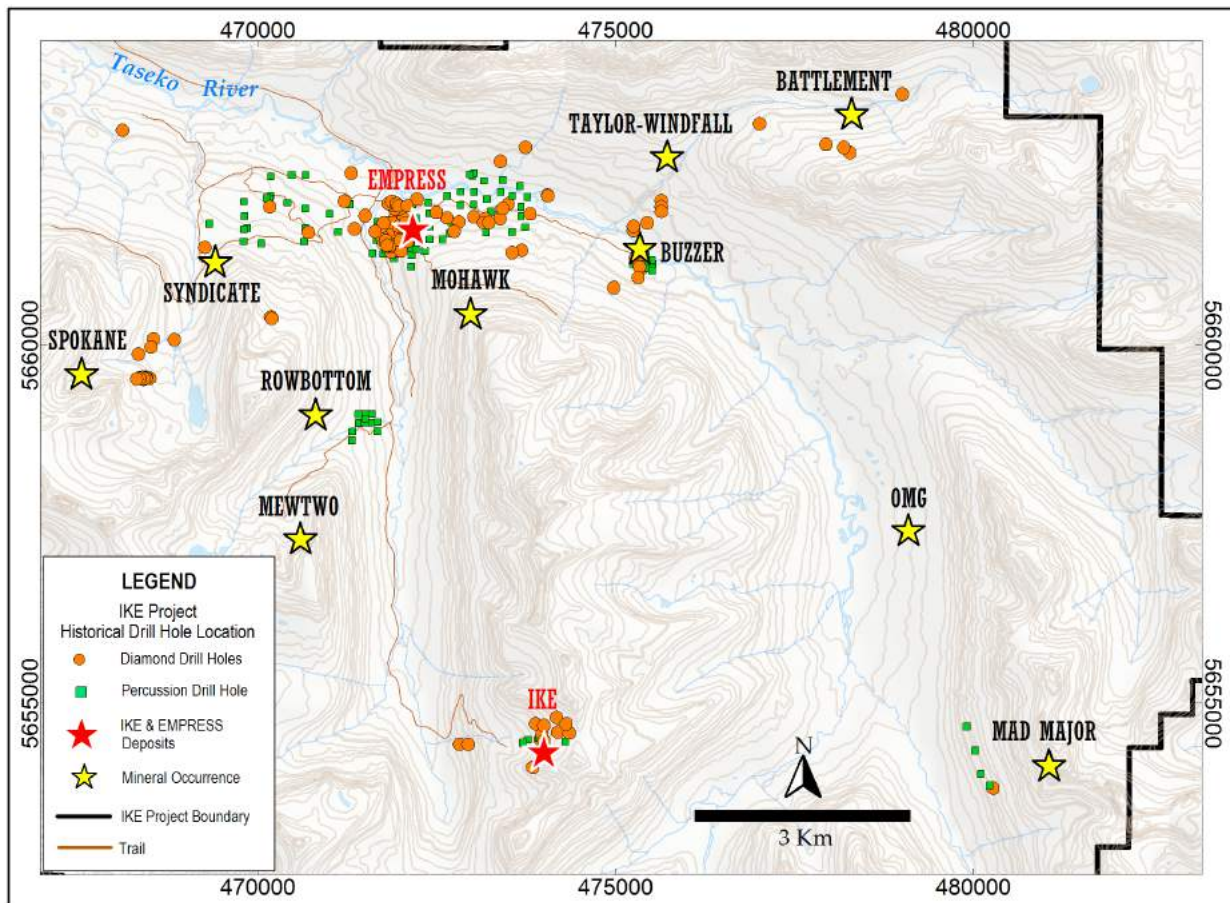 470000
475000
480000
Taseko River
BATTLEMENT
TAYLOR-WINDFALL
EMPRESS
BUZZER
SYNDICATE
MOHAWK
SPOKANE
5660000
5660000
ROWBOTTOM
MEWTWO
OMG
LEGEND
IKE Project
Historical Drill Hole Location
Diamond Drill Holes
Percussion Drill Hole
IKE & EMPRESS
Deposits
Mineral Occurrence
IKE Project Boundary
Trail
IKE
5655000
5655000
MAD MAJOR
N
3 Km
470000
475000
480000